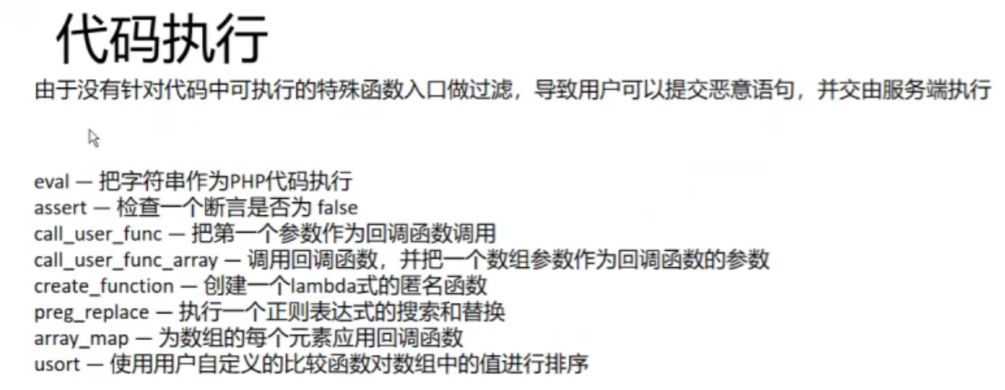 代码执行
由于没有针对代码中可执行的特殊函数入口做过滤，导致用户可以提交恶意语句，并交由服务端执行
eval — 把字符串作为PHP代码执行
assert — 检查一个断言是否为 false
call_user_func — 把第一个参数作为回调函数调用
call_user_func_array — 调用回调函数，并把一个数组参数作为回调函数的参数
create_function — 创建一个lambda式的匿名函数
preg_replace — 执行一个正则表达式的搜索和替换
array_map — 为数组的每个元素应用回调函数
usort — 使用用户自定义的比较函数对数组中的值进行排序